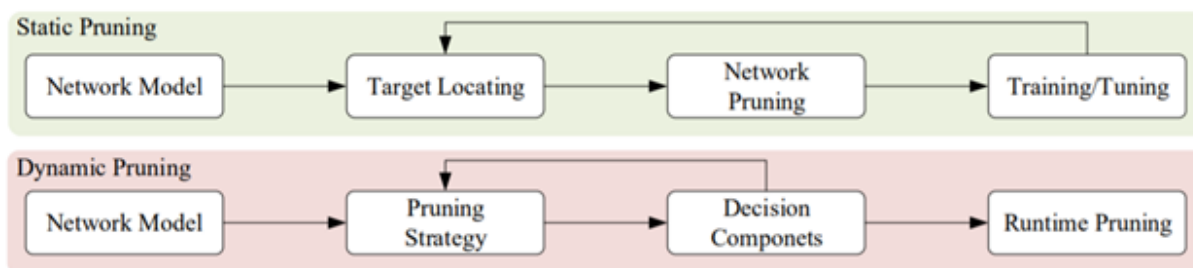 Static Pruning
Network Model
Target Locating
Network
Pruning
Training/Tuning
Dynamic Pruning
Network Model
Pruning
Strategy
Decision
Componets
Runtime Pruning